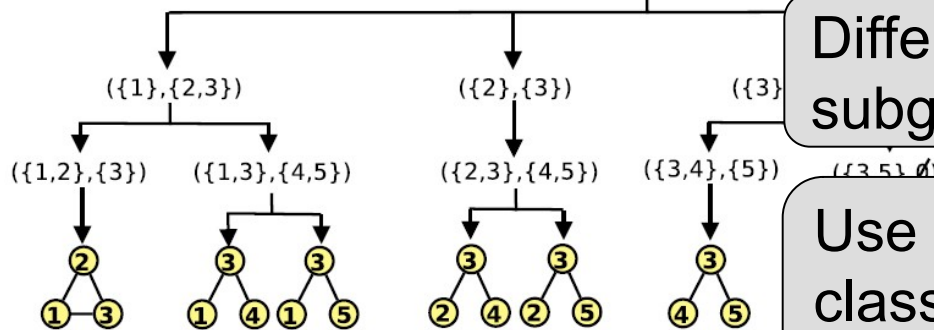 Diffe
subg
({1},{2,3}) ({2},{3}) ({3}
({1,2},{3}) ({1,3},{4,5}) ({2,3},{4,5}) ({3,4},{5})
Use
class
2 3 3 3 3 3
1 3 1 4 1 5 2 4 2 5 4 5